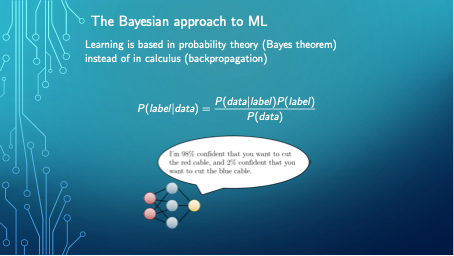 The Bayesian approach to ML
Learning is based in probability theory (Bayes theorem)
instead of in calculus (backpropagation)
P(label|data) = P(data|label)P(label) / P(data)
I'm 98% confident that you want to cut
the red cable, and 2% confident that you
want to cut the blue cable.